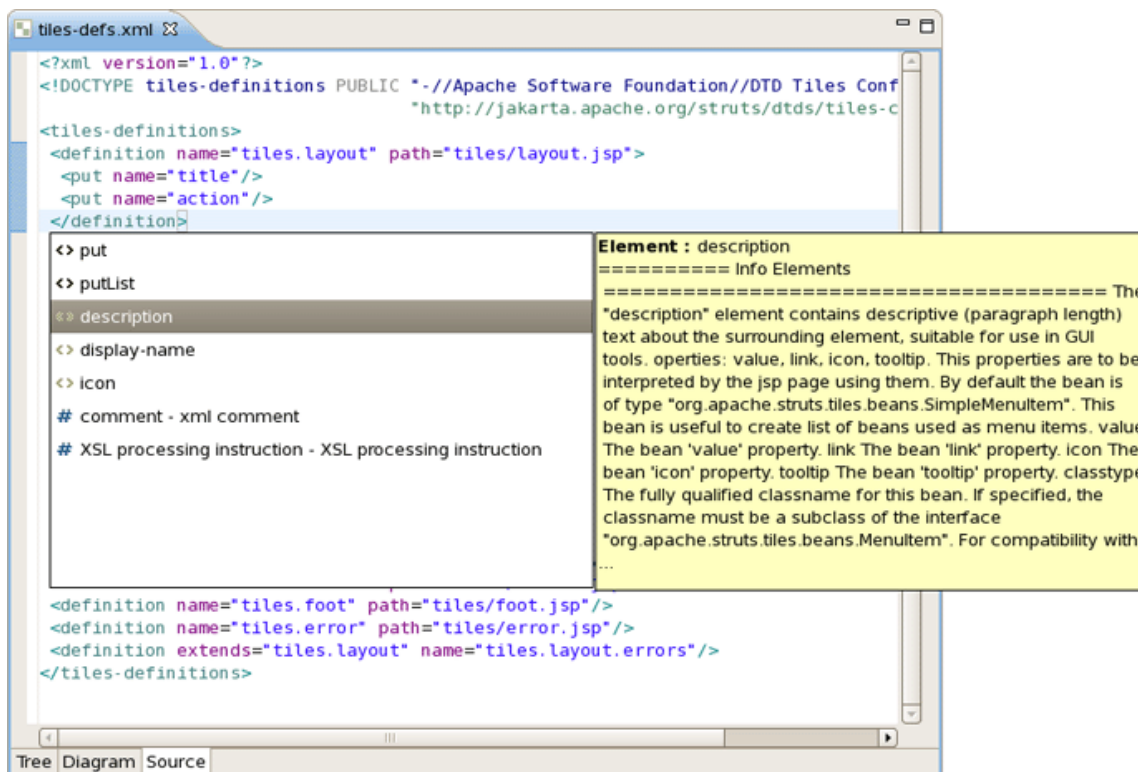 tiles-defs.xml
<?xml version="1.0"?>
<!DOCTYPE tiles-definitions PUBLIC "-//Apache Software Foundation//DTD Tiles Conf
"http://jakarta.apache.org/struts/dtds/tiles-c
<tiles-definitions>
<definition name="tiles.layout" path="tiles/layout.jsp">
<put name="title"/>
<put name="action"/>
</definition>
<> put
<> putList
<> description
<> display-name
<> icon
# comment - xml comment
# XSL processing instruction - XSL processing instruction
Element : description
========== Info Elements
====================================== The
"description" element contains descriptive (paragraph length)
text about the surrounding element, suitable for use in GUI
tools. operties: value, link, icon, tooltip. This properties are to be
interpreted by the jsp page using them. By default the bean is
of type "org.apache.struts.tiles.beans.SimpleMenuItem". This
bean is useful to create list of beans used as menu items. value
The bean 'value' property. link The bean 'link' property. icon The
bean 'icon' property. tooltip The bean 'tooltip' property. classtype
The fully qualified classname for this bean. If specified, the
classname must be a subclass of the interface
"org.apache.struts.tiles.beans.MenuItem". For compatibility with
...
<definition name="tiles.foot" path="tiles/foot.jsp"/>
<definition name="tiles.error" path="tiles/error.jsp"/>
<definition extends="tiles.layout" name="tiles.layout.errors"/>
</tiles-definitions>
Tree Diagram Source